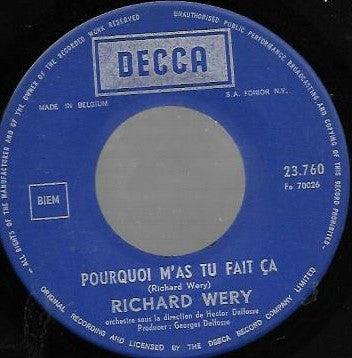 ALL RIGHTS OF THE MANUFACTURER AND OF THE OWNER OF THE RECORDED WORK RESERVED UNAUTHORISED PUBLIC PERFORMANCE BROADCASTING AND COPYING OF THIS RECORD PROHIBITED
DECCA
MADE IN BELGIUM
S.A. FONIOR N.V.
23.760
Fo 70026
BIEM
POURQUOI M'AS TU FAIT ÇA
(Richard Wery)
RICHARD WERY
orchestre sous la direction de Hector Delfosse
Producer : Georges Delfosse
ORIGINAL RECORDING AND LICENSED BY THE DECCA RECORD COMPANY LIMITED